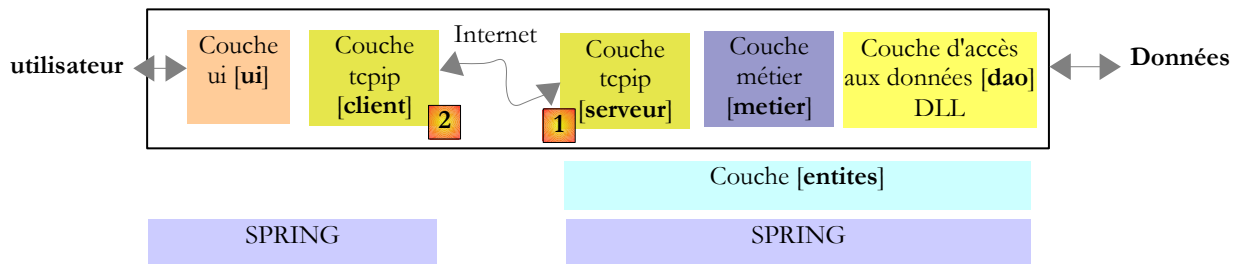 utilisateur
Couche
ui [ui]
Couche
tcpip
[client]
2
Internet
1
Couche
tcpip
[serveur]
Couche
métier
[metier]
Couche d'accès
aux données [dao]
DLL
Données
Couche [entites]
SPRING
SPRING